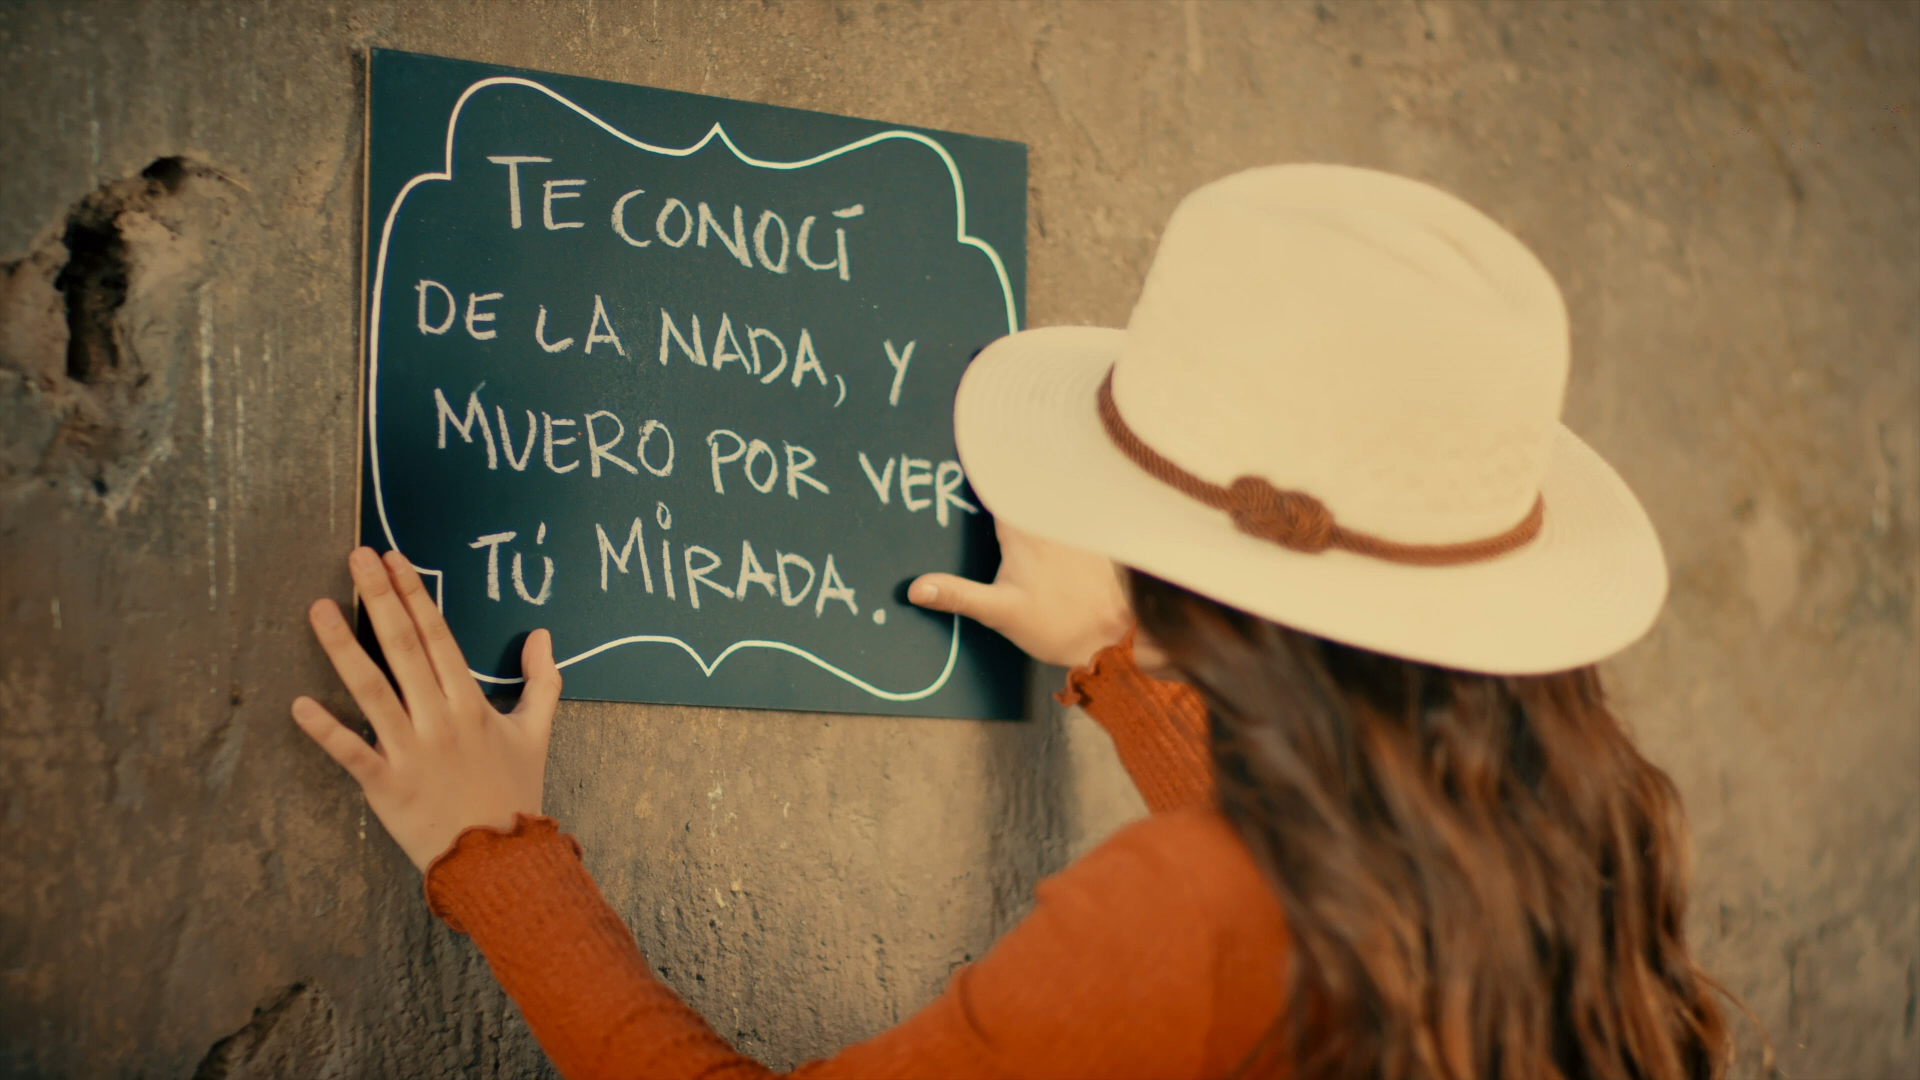 TE CONOCÍ
DE LA NADA, Y
MUERO POR VER
TÚ MIRADA.